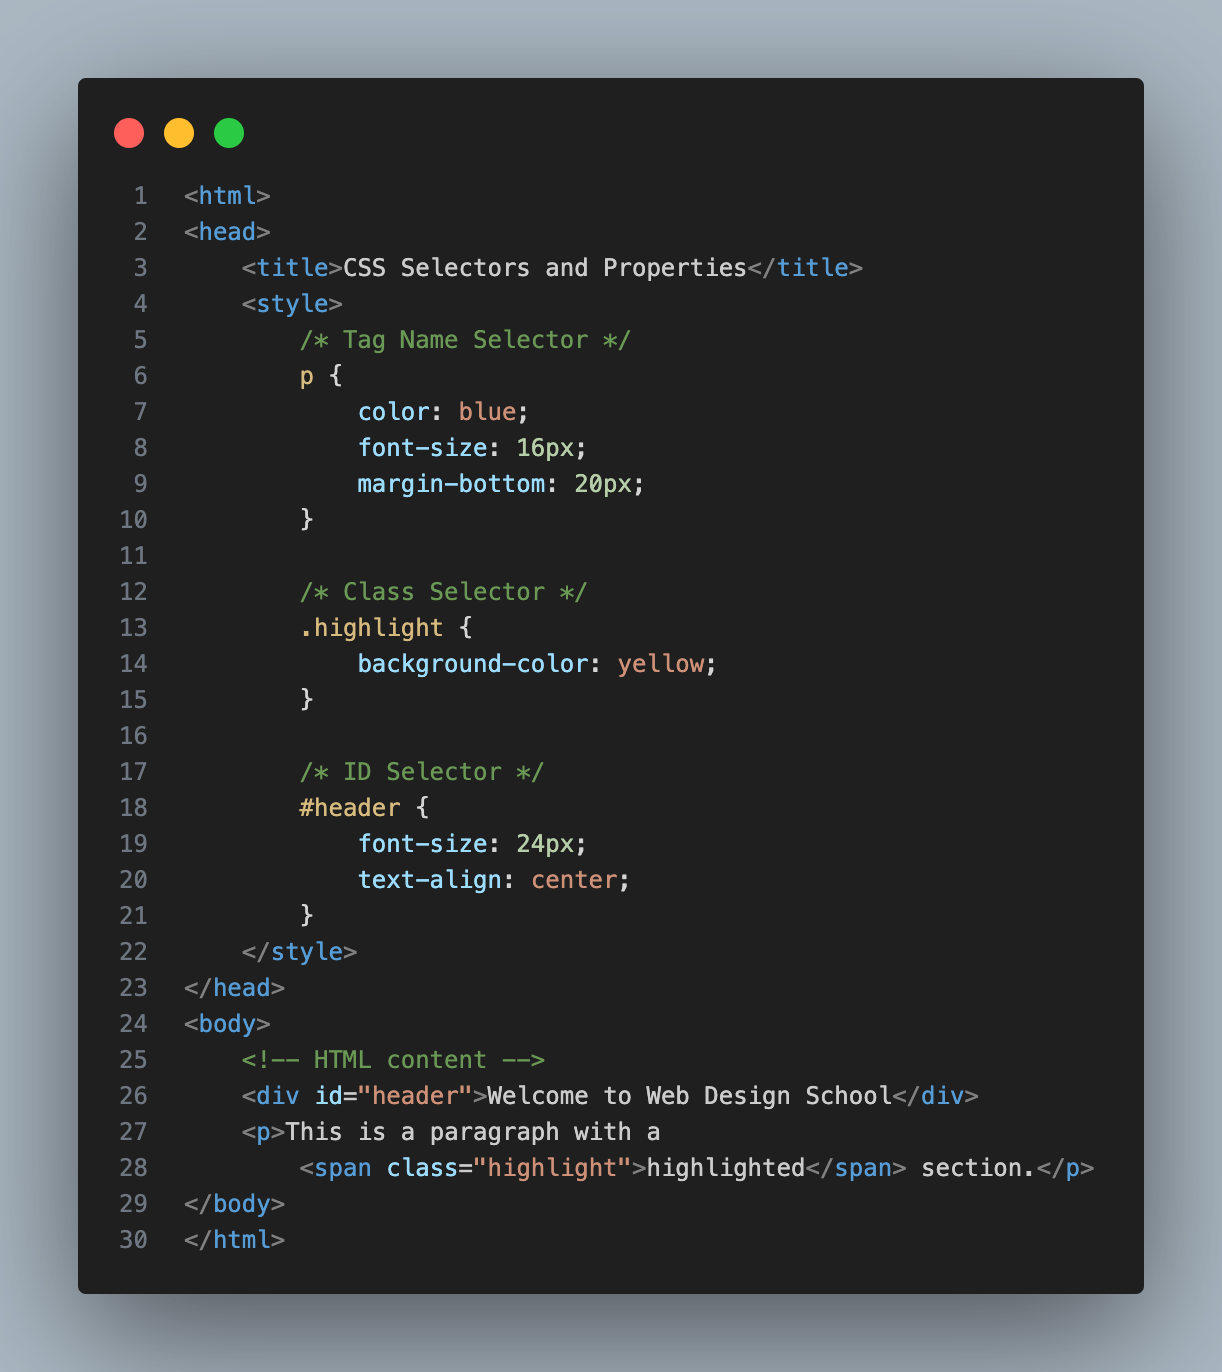 1 <html>
2 <head>
3     <title>CSS Selectors and Properties</title>
4     <style>
5         /* Tag Name Selector */
6         p {
7             color: blue;
8             font-size: 16px;
9             margin-bottom: 20px;
10         }
11
12         /* Class Selector */
13         .highlight {
14             background-color: yellow;
15         }
16
17         /* ID Selector */
18         #header {
19             font-size: 24px;
20             text-align: center;
21         }
22     </style>
23 </head>
24 <body>
25     <!-- HTML content -->
26     <div id="header">Welcome to Web Design School</div>
27     <p>This is a paragraph with a
28         <span class="highlight">highlighted</span> section.</p>
29 </body>
30 </html>